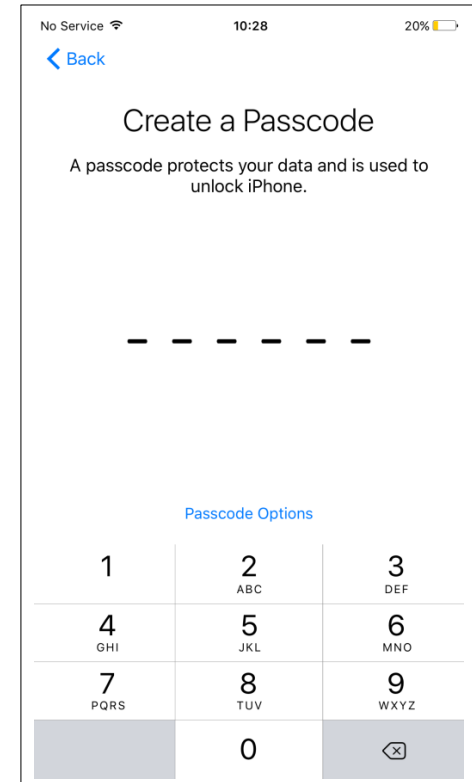 No Service 10:28 20%
Back
Create a Passcode
A passcode protects your data and is used to
unlock iPhone.
Passcode Options
1 2 3
ABC DEF
4 5 6
GHI JKL MNO
7 8 9
PQRS TUV WXYZ
0